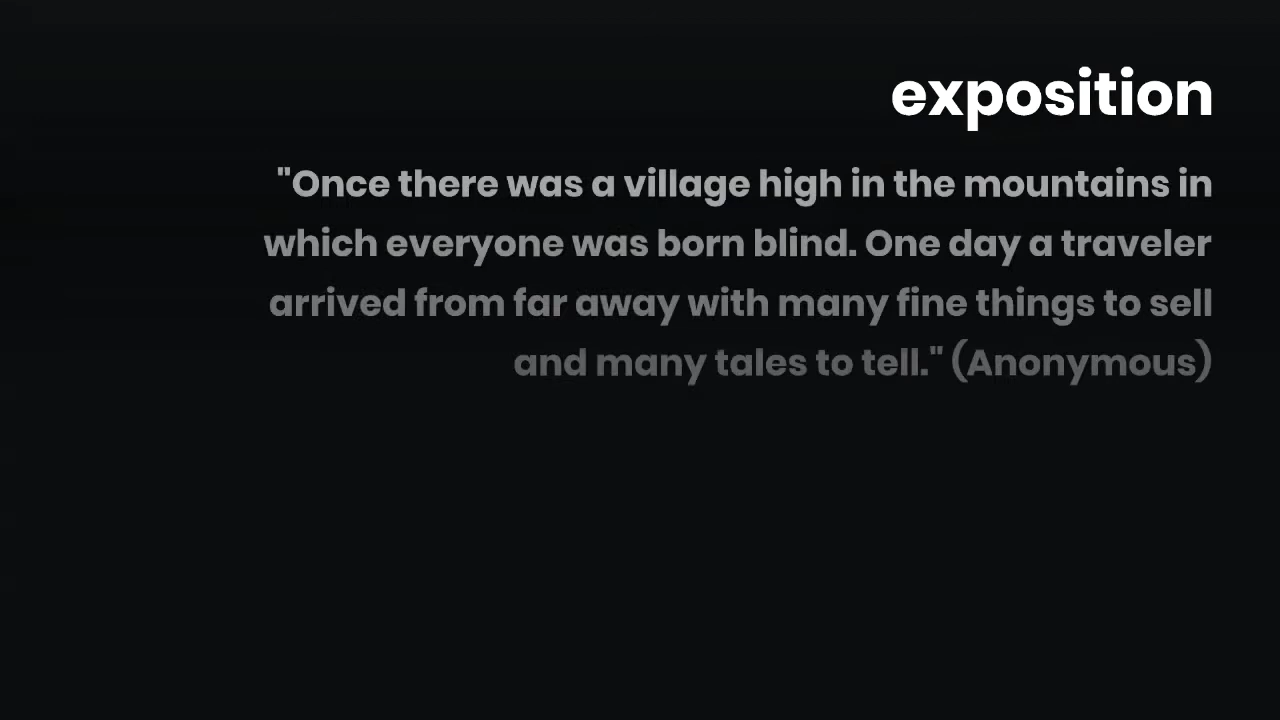 exposition
"Once there was a village high in the mountains in
which everyone was born blind. One day a traveler
arrived from far away with many fine things to sell
and many tales to tell." (Anonymous)